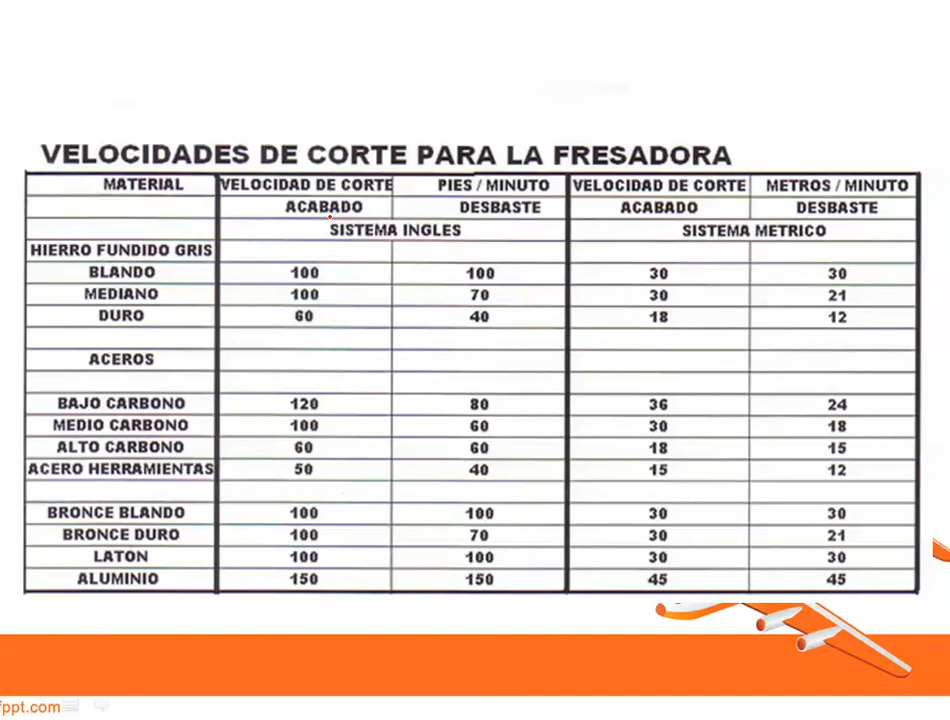 VELOCIDADES DE CORTE PARA LA FRESADORA
MATERIAL VELOCIDAD DE CORTE PIES / MINUTO VELOCIDAD DE CORTE METROS / MINUTO
ACABADO DESBASTE ACABADO DESBASTE
SISTEMA INGLES SISTEMA METRICO
HIERRO FUNDIDO GRIS
BLANDO 100 100 30 30
MEDIANO 100 70 30 21
DURO 60 40 18 12
ACEROS
BAJO CARBONO 120 80 36 24
MEDIO CARBONO 100 60 30 18
ALTO CARBONO 60 60 18 15
ACERO HERRAMIENTAS 50 40 15 12
BRONCE BLANDO 100 100 30 30
BRONCE DURO 100 70 30 21
LATON 100 100 30 30
ALUMINIO 150 150 45 45
fppt.com